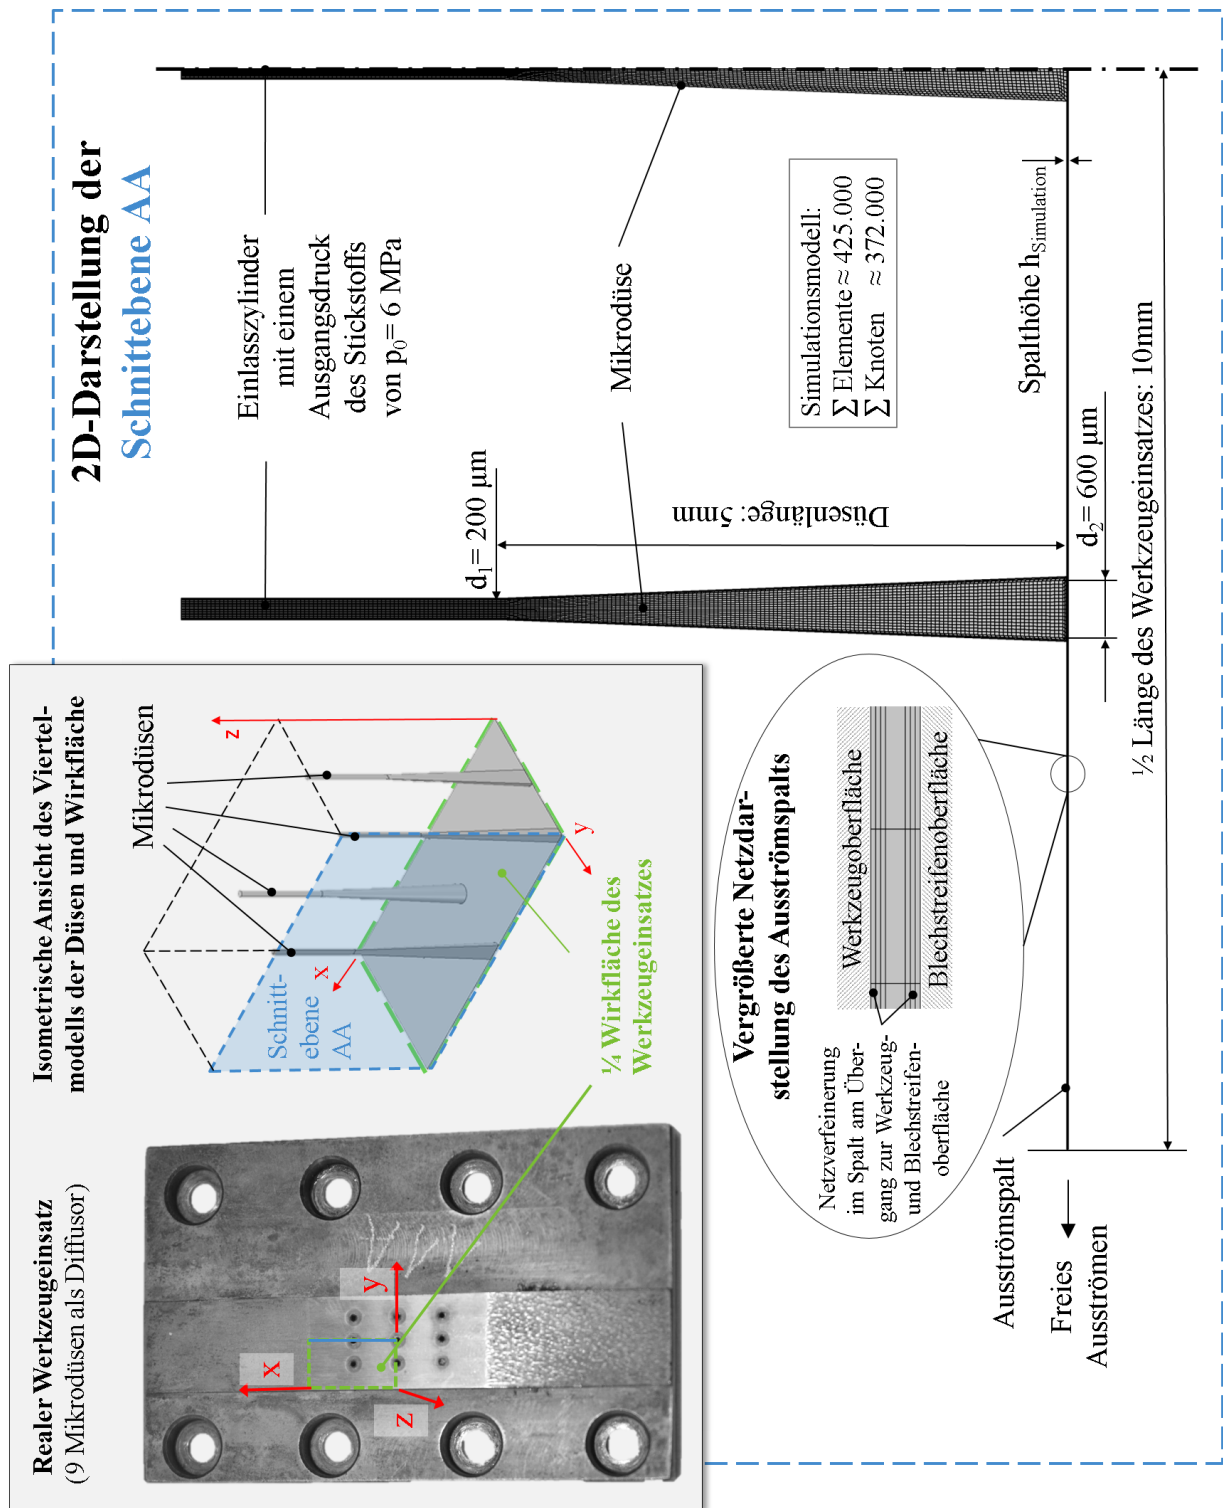 Realer Werkzeugeinsatz
(9 Mikrodüsen als Diffusor)
x
y
z
Isometrische Ansicht des Viertel-
modells der Düsen und Wirkfläche
Mikrodüsen
z
Schnitt-
ebene
AA
x
y
¼ Wirkfläche des
Werkzeugeinsatzes
2D-Darstellung der
Schnittebene AA
Einlasszylinder
mit einem
Ausgangsdruck
des Stickstoffs
von p0= 6 MPa
d1= 200 µm
Düsenlänge: 5mm
Mikrodüse
Simulationsmodell:
∑ Elemente ≈ 425.000
∑ Knoten ≈ 372.000
Spalthöhe hSimulation
d2= 600 µm
½ Länge des Werkzeugeinsatzes: 10mm
Vergrößerte Netzdar-
stellung des Ausströmspalts
Netzverfeinerung
im Spalt am Über-
gang zur Werkzeug-
und Blechstreifen-
oberfläche
Werkzeugoberfläche
Blechstreifenoberfläche
Ausströmspalt
Freies
Ausströmen